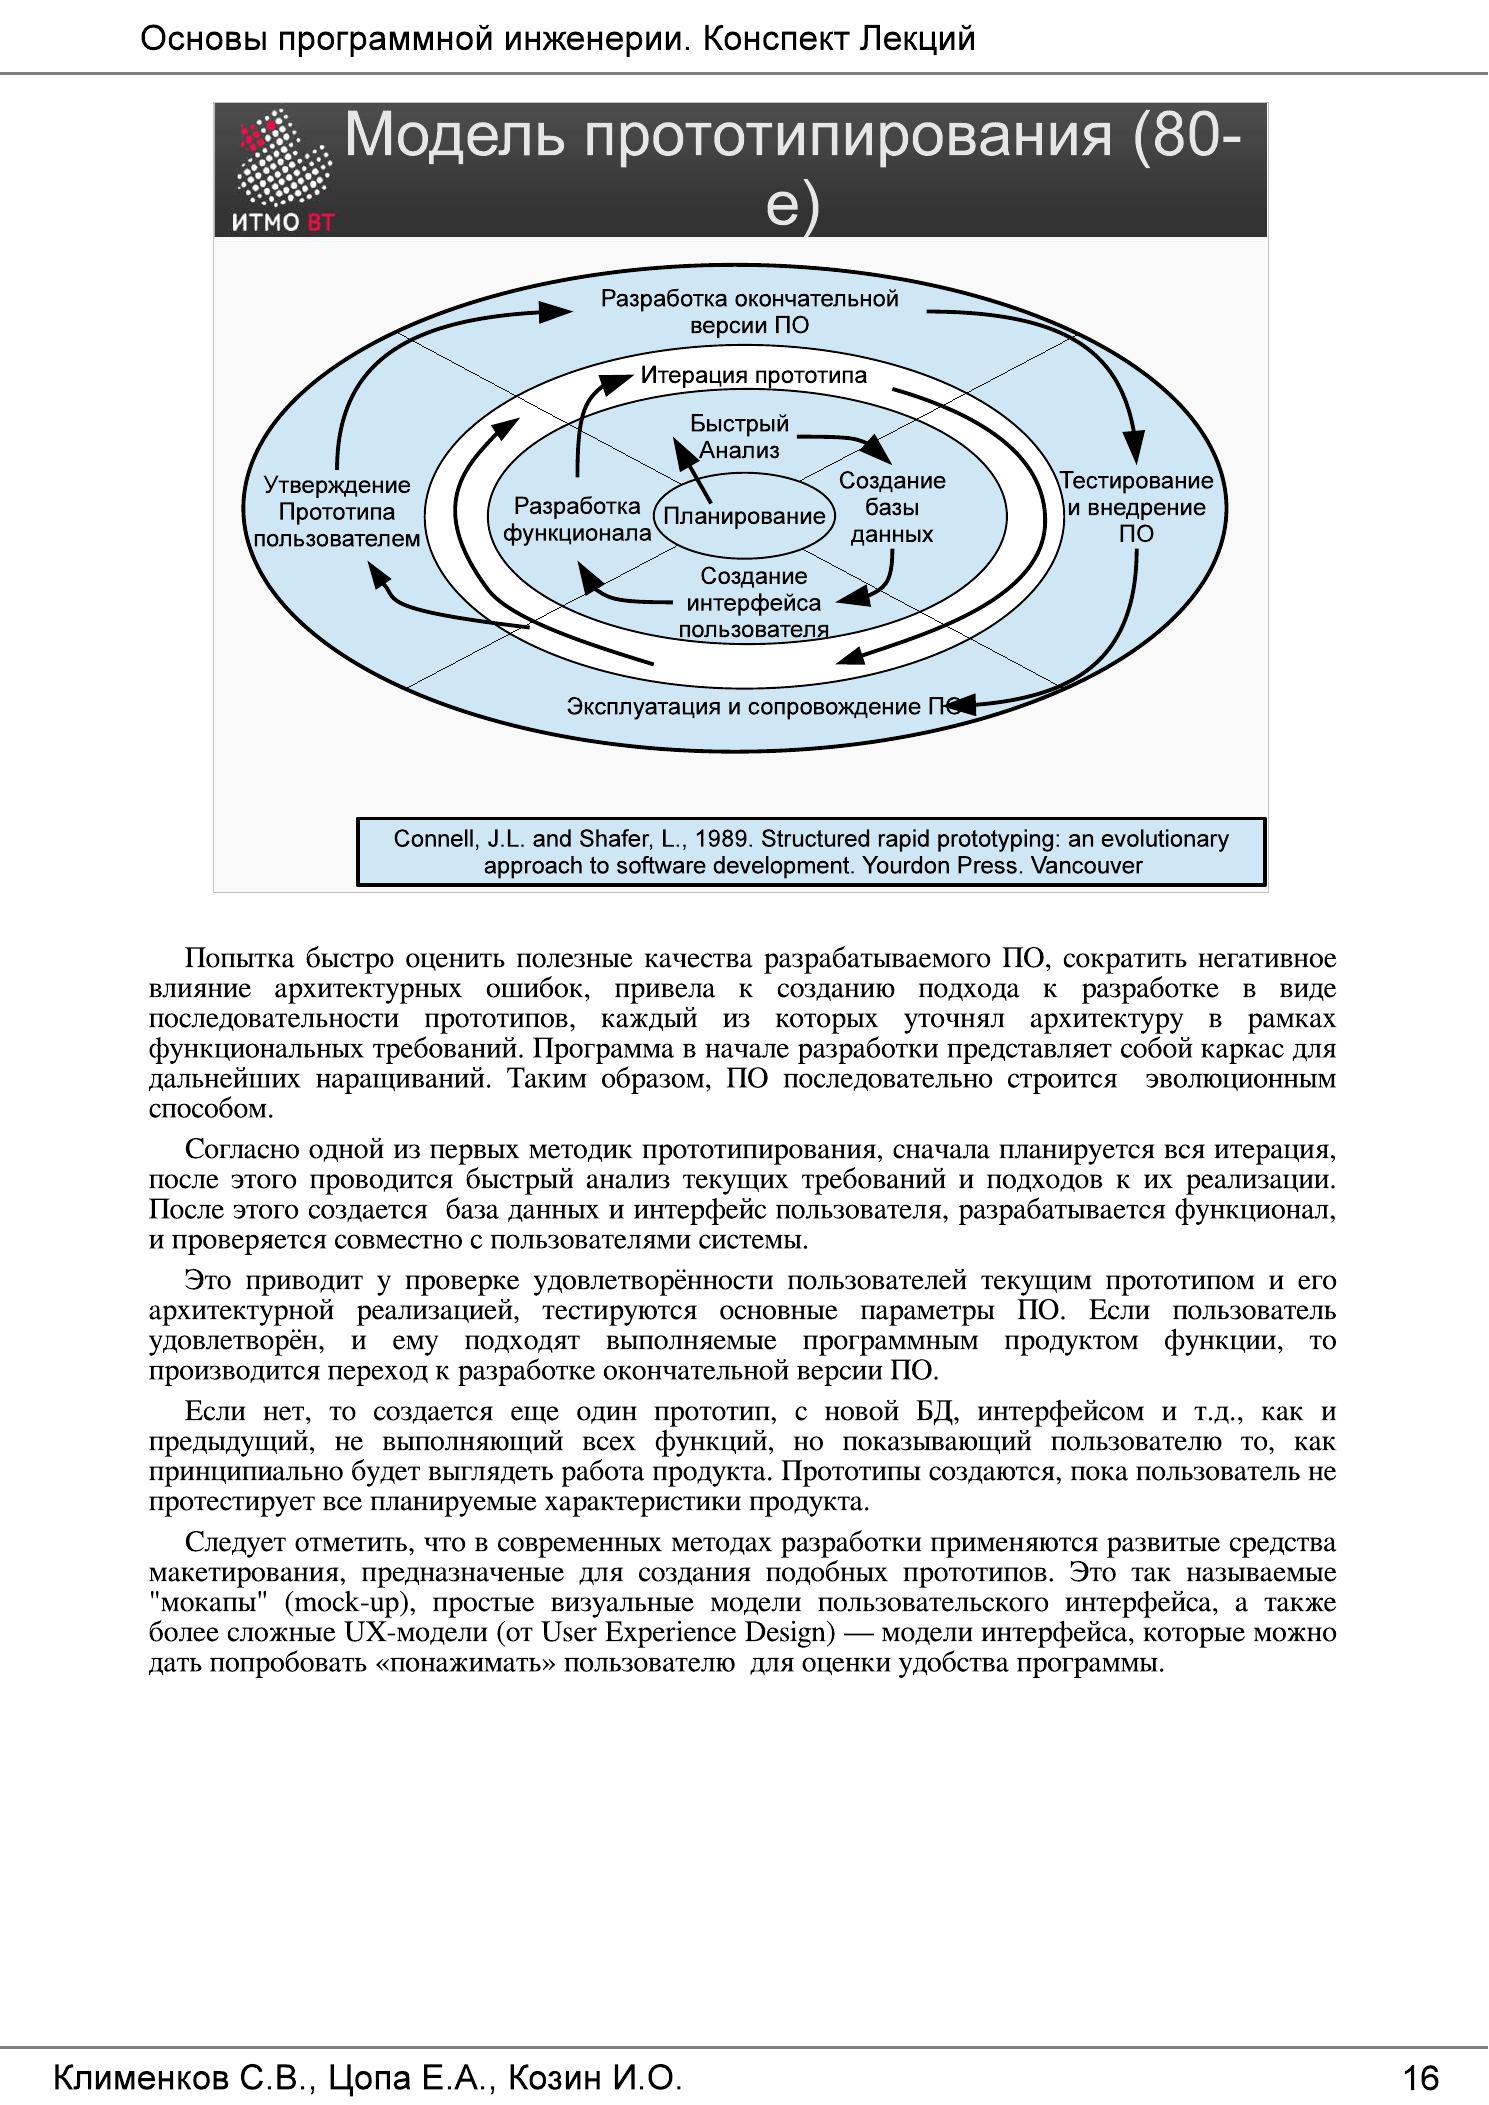 Основы программной инженерии. Конспект Лекций
ИТМО ВТ
Модель прототипирования (80-
е)
Разработка окончательной
версии ПО
Итерация прототипа
Быстрый
Анализ
Утверждение
Прототипа
пользователем
Разработка
функционала
Планирование
Создание
базы
данных
Тестирование
и внедрение
ПО
Создание
интерфейса
пользователя
Эксплуатация и сопровождение ПО
Connell, J.L. and Shafer, L., 1989. Structured rapid prototyping: an evolutionary
approach to software development. Yourdon Press. Vancouver
Попытка быстро оценить полезные качества разрабатываемого ПО, сократить негативное
влияние архитектурных ошибок, привела к созданию подхода к разработке в виде
последовательности прототипов, каждый из которых уточнял архитектуру в рамках
функциональных требований. Программа в начале разработки представляет собой каркас для
дальнейших наращиваний. Таким образом, ПО последовательно строится эволюционным
способом.
Согласно одной из первых методик прототипирования, сначала планируется вся итерация,
после этого проводится быстрый анализ текущих требований и подходов к их реализации.
После этого создается база данных и интерфейс пользователя, разрабатывается функционал,
и проверяется совместно с пользователями системы.
Это приводит у проверке удовлетворённости пользователей текущим прототипом и его
архитектурной реализацией, тестируются основные параметры ПО. Если пользователь
удовлетворён, и ему подходят выполняемые программным продуктом функции, то
производится переход к разработке окончательной версии ПО.
Если нет, то создается еще один прототип, с новой БД, интерфейсом и т.д., как и
предыдущий, не выполняющий всех функций, но показывающий пользователю то, как
принципиально будет выглядеть работа продукта. Прототипы создаются, пока пользователь не
протестирует все планируемые характеристики продукта.
Следует отметить, что в современных методах разработки применяются развитые средства
макетирования, предназначеные для создания подобных прототипов. Это так называемые
"мокапы" (mock-up), простые визуальные модели пользовательского интерфейса, а также
более сложные UX-модели (от User Experience Design) — модели интерфейса, которые можно
дать попробовать «понажимать» пользователю для оценки удобства программы.
Клименков С.В., Цопа Е.А., Козин И.О.
16